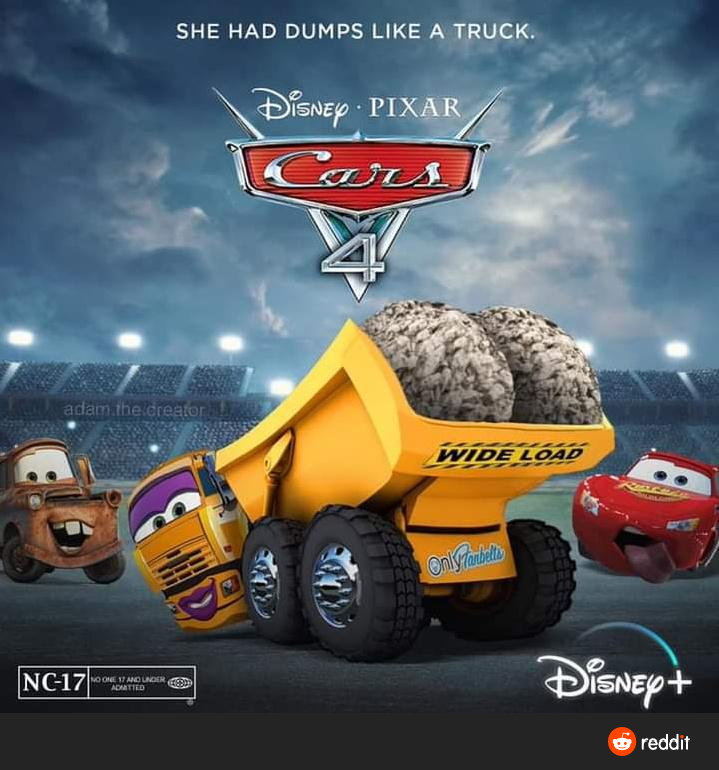 SHE HAD DUMPS LIKE A TRUCK.
DISNEY · PIXAR
Cars
4
adam.the.creator
WIDE LOAD
OnlyFanbelts
Rusteze
NC-17
NO ONE 17 AND UNDER
ADMITTED
DISNEY+
reddit